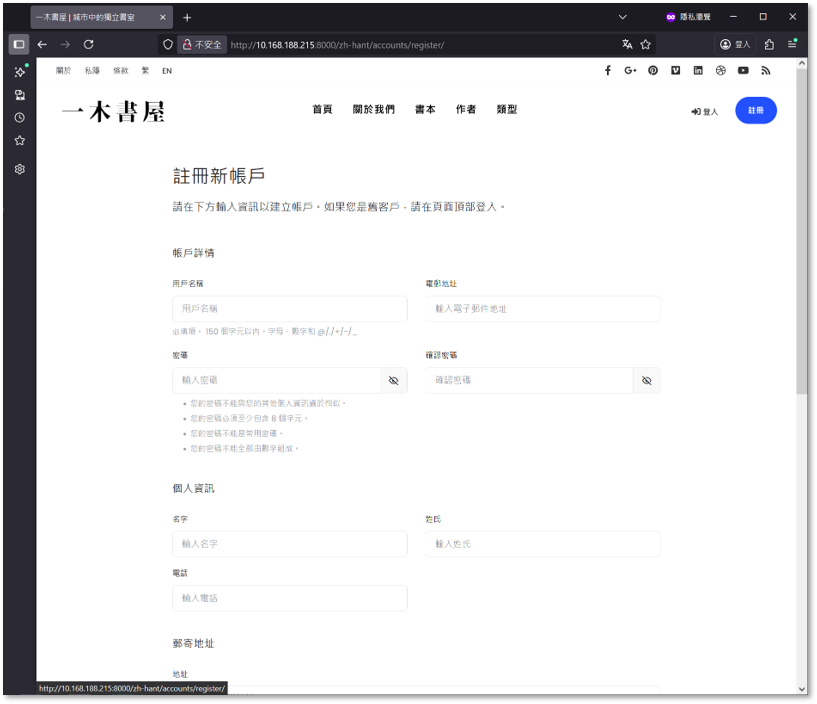 一木書屋 | 城市中的獨立書室
隱私瀏覽
不安全 http://10.168.188.215:8000/zh-hant/accounts/register/ 登入
關於 私隱 條款 繁 EN
一木書屋
首頁 關於我們 書本 作者 類型
登入 註冊
註冊新帳戶
請在下方輸入資訊以建立帳戶。如果您是舊客戶，請在頁面頂部登入。
帳戶詳情
用戶名稱 電郵地址
用戶名稱 輸入電子郵件地址
必填項。 150 個字元以內。字母、數字和 @/./+/-/_
密碼 確認密碼
輸入密碼 確認密碼
您的密碼不能與您的其他個人資訊過於相似。
您的密碼必須至少包含 8 個字元。
您的密碼不能是常用密碼。
您的密碼不能全部由數字組成。
個人資訊
名字 姓氏
輸入名字 輸入姓氏
電話
輸入電話
郵寄地址
地址
http://10.168.188.215:8000/zh-hant/accounts/register/